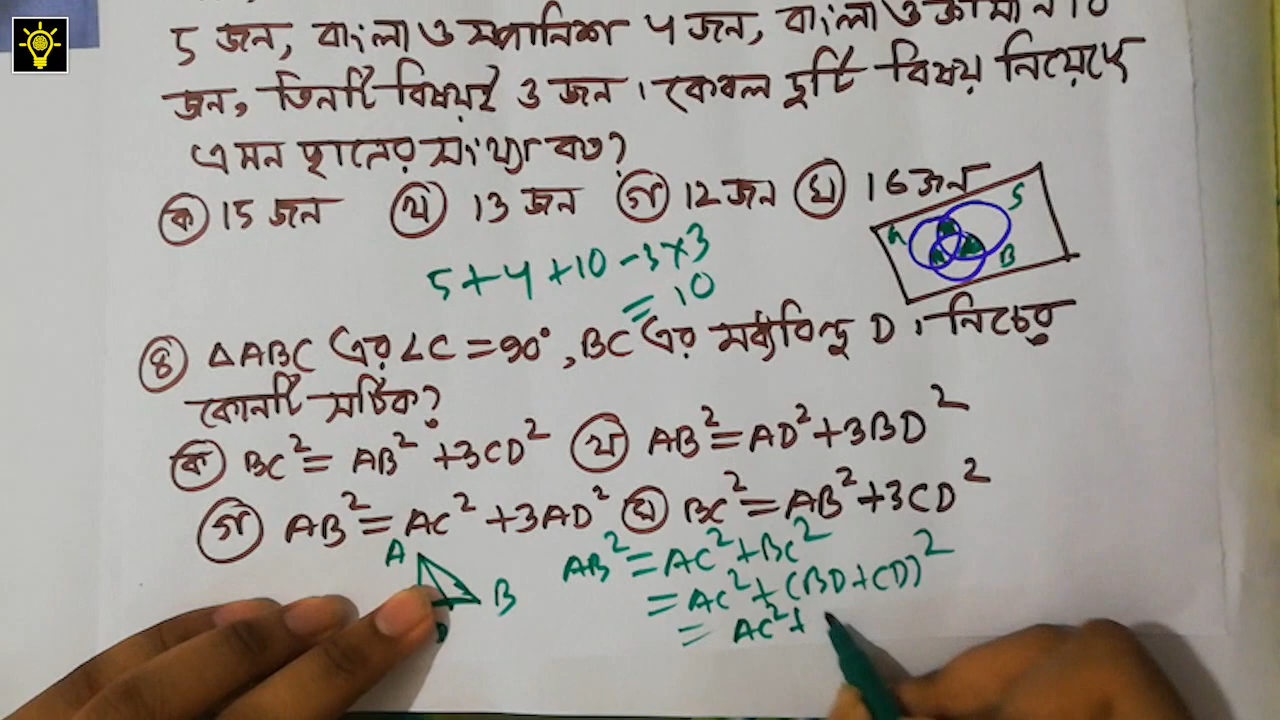 5 জন, বাংলা ও স্প্যানিশ 4 জন, বাংলা ও জার্মান 10
জন, তিনটি বিষয়ই 3 জন। কেবল দুটি বিষয় নিয়েছে
এমন ছাত্রের সংখ্যা কত?
ক 15 জন খ 13 জন গ 12 জন ঘ 16 জন
S
B
5+4+10-3×3
= 10
৪ ΔABC এর ∠C = 90°, BC এর মধ্যবিন্দু D। নিচের
কোনটি সঠিক?
ক BC² = AB² + 3CD² খ AB² = AD² + 3BD²
গ AB² = AC² + 3AD² ঘ BC² = AB² + 3CD²
A B D
AB² = AC² + BC²
= AC² + (BD + CD)²
= AC² +